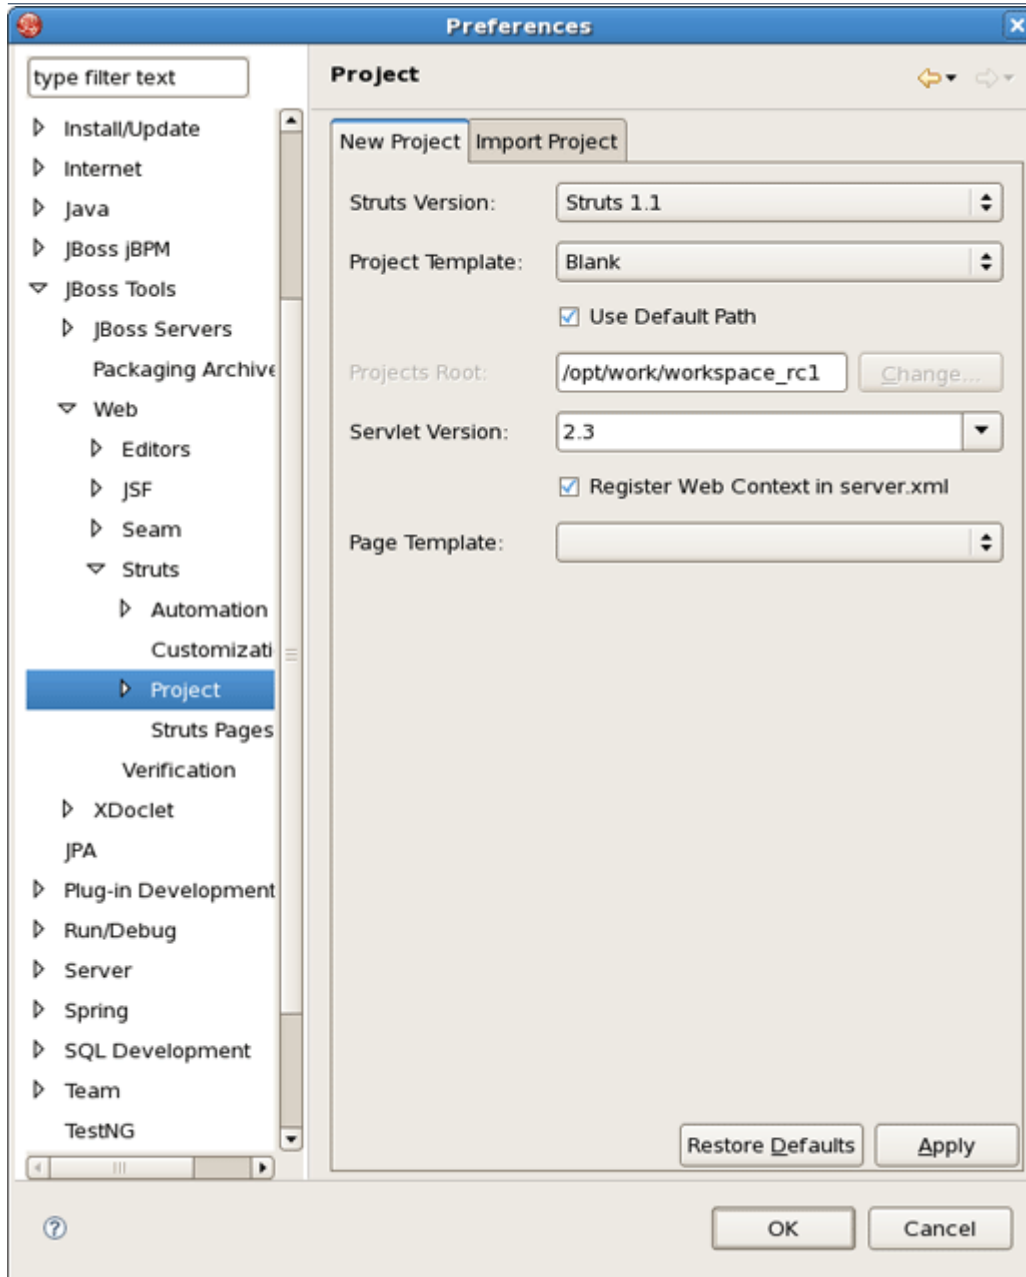 Preferences
type filter text
Install/Update
Internet
Java
JBoss jBPM
JBoss Tools
JBoss Servers
Packaging Archive
Web
Editors
JSF
Seam
Struts
Automation
Customizati
Project
Struts Pages
Verification
XDoclet
JPA
Plug-in Development
Run/Debug
Server
Spring
SQL Development
Team
TestNG
Project
New Project Import Project
Struts Version: Struts 1.1
Project Template: Blank
Use Default Path
Projects Root: /opt/work/workspace_rc1 Change...
Servlet Version: 2.3
Register Web Context in server.xml
Page Template:
Restore Defaults Apply
OK Cancel